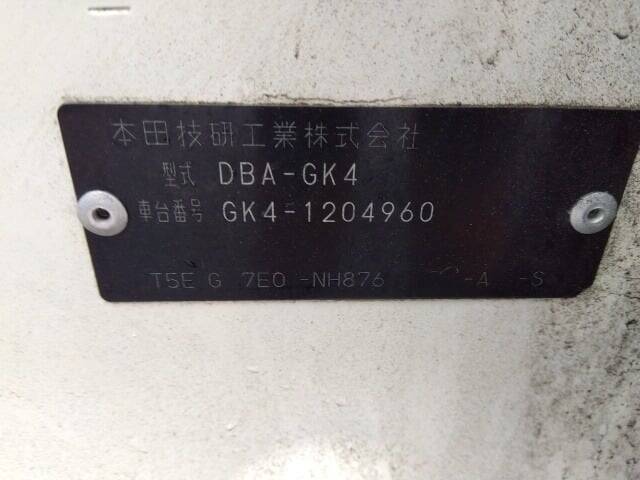 本田技研工業株式会社
型式 DBA-GK4
車台番号 GK4-1204960
T5E G 7E0 -NH876 -A -S